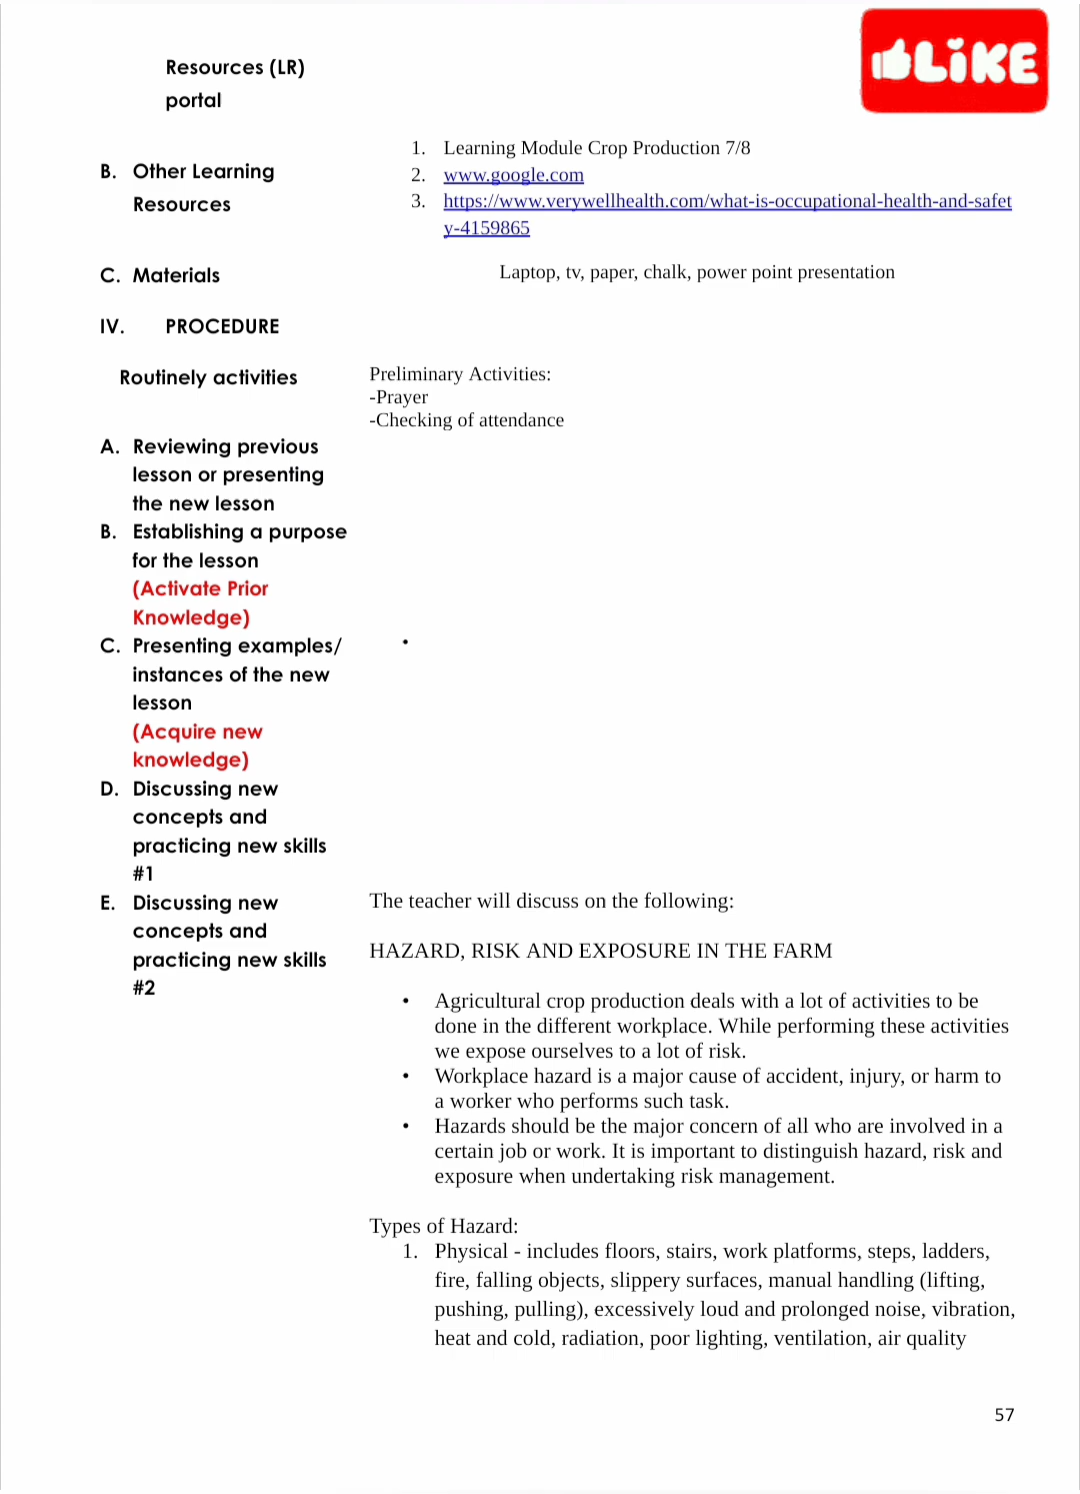 LiKE
Resources (LR)
portal
B. Other Learning
Resources
1. Learning Module Crop Production 7/8
2. www.google.com
3. https://www.verywellhealth.com/what-is-occupational-health-and-safet
y-4159865
C. Materials
Laptop, tv, paper, chalk, power point presentation
IV. PROCEDURE
Routinely activities
Preliminary Activities:
-Prayer
-Checking of attendance
A. Reviewing previous
lesson or presenting
the new lesson
B. Establishing a purpose
for the lesson
(Activate Prior
Knowledge)
C. Presenting examples/
instances of the new
lesson
(Acquire new
knowledge)
•
D. Discussing new
concepts and
practicing new skills
#1
E. Discussing new
concepts and
practicing new skills
#2
The teacher will discuss on the following:
HAZARD, RISK AND EXPOSURE IN THE FARM
• Agricultural crop production deals with a lot of activities to be
done in the different workplace. While performing these activities
we expose ourselves to a lot of risk.
• Workplace hazard is a major cause of accident, injury, or harm to
a worker who performs such task.
• Hazards should be the major concern of all who are involved in a
certain job or work. It is important to distinguish hazard, risk and
exposure when undertaking risk management.
Types of Hazard:
1. Physical - includes floors, stairs, work platforms, steps, ladders,
fire, falling objects, slippery surfaces, manual handling (lifting,
pushing, pulling), excessively loud and prolonged noise, vibration,
heat and cold, radiation, poor lighting, ventilation, air quality
57